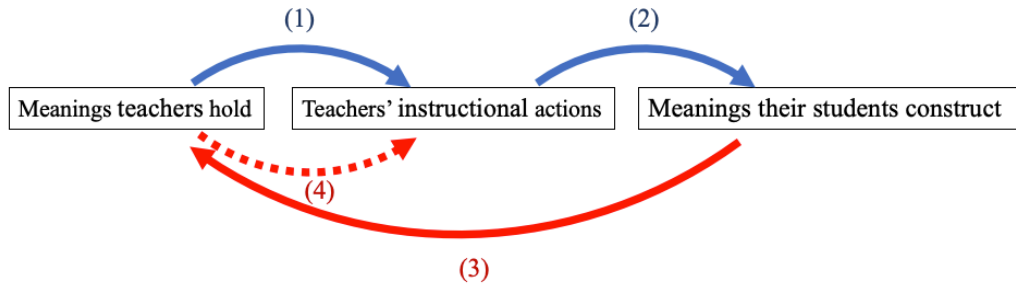 (1)
(2)
Meanings teachers hold
Teachers' instructional actions
Meanings their students construct
(4)
(3)